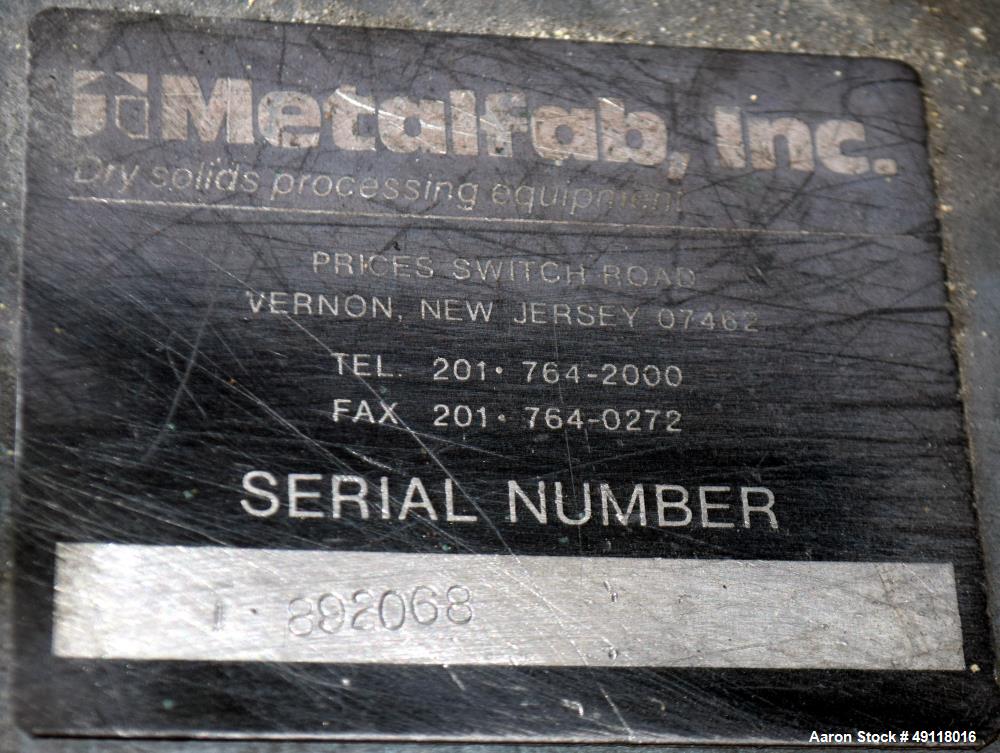 Metalfab, Inc.
Dry solids processing equipment
PRICES SWITCH ROAD
VERNON, NEW JERSEY 07462
TEL. 201• 764-2000
FAX 201• 764-0272
SERIAL NUMBER
892068
Aaron Stock # 49118016